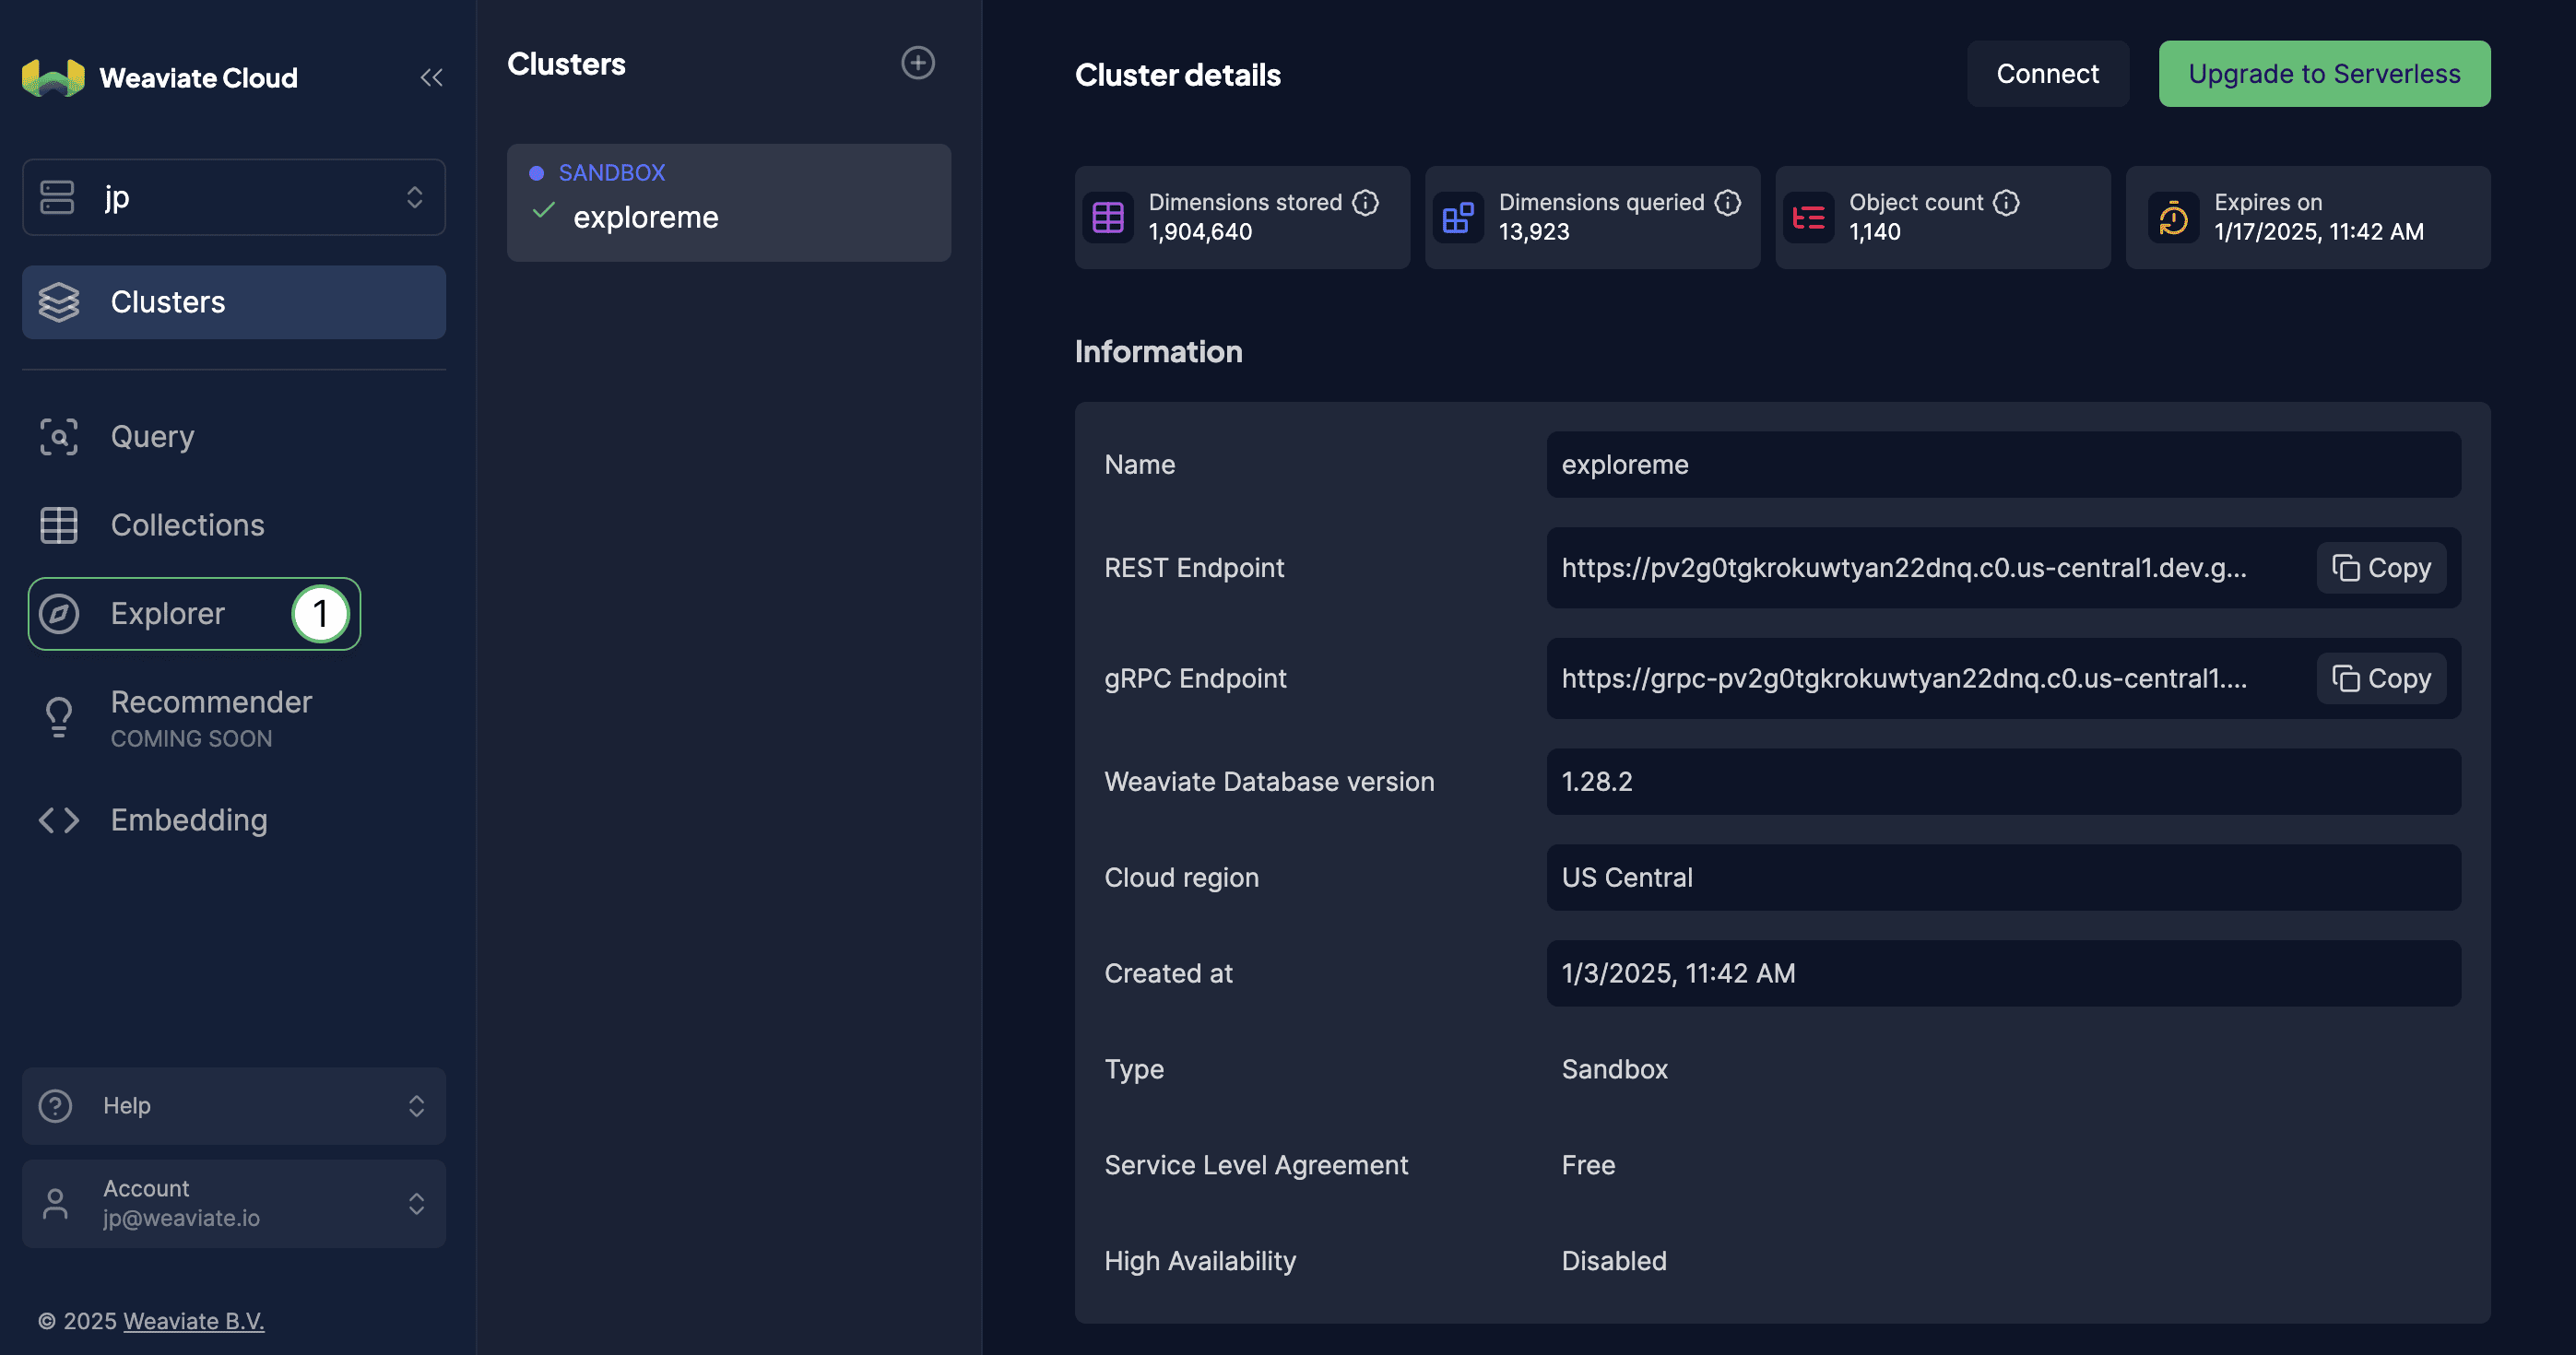 Weaviate Cloud
jp
Clusters
Query
Collections
Explorer 1
Recommender
COMING SOON
Embedding
Help
Account
jp@weaviate.io
© 2025 Weaviate B.V.
Clusters
SANDBOX
exploreme
Cluster details
Connect
Upgrade to Serverless
Dimensions stored
1,904,640
Dimensions queried
13,923
Object count
1,140
Expires on
1/17/2025, 11:42 AM
Information
Name exploreme
REST Endpoint https://pv2g0tgkrokuwtyan22dnq.c0.us-central1.dev.g... Copy
gRPC Endpoint https://grpc-pv2g0tgkrokuwtyan22dnq.c0.us-central1.... Copy
Weaviate Database version 1.28.2
Cloud region US Central
Created at 1/3/2025, 11:42 AM
Type Sandbox
Service Level Agreement Free
High Availability Disabled